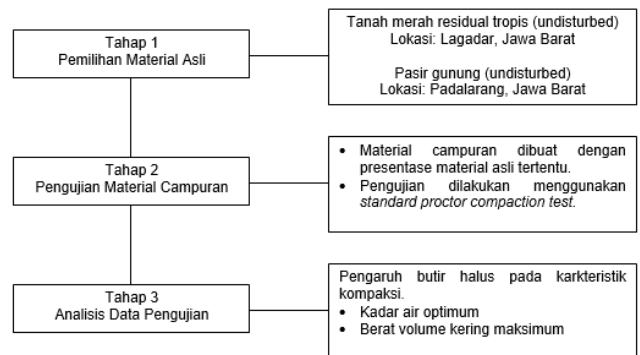 Tahap 1
Pemilihan Material Asli
Tanah merah residual tropis (undisturbed)
Lokasi: Lagadar, Jawa Barat
Pasir gunung (undisturbed)
Lokasi: Padalarang, Jawa Barat
Tahap 2
Pengujian Material Campuran
• Material campuran dibuat dengan
presentase material asli tertentu.
• Pengujian dilakukan menggunakan
standard proctor compaction test.
Tahap 3
Analisis Data Pengujian
Pengaruh butir halus pada karkteristik
kompaksi.
• Kadar air optimum
• Berat volume kering maksimum